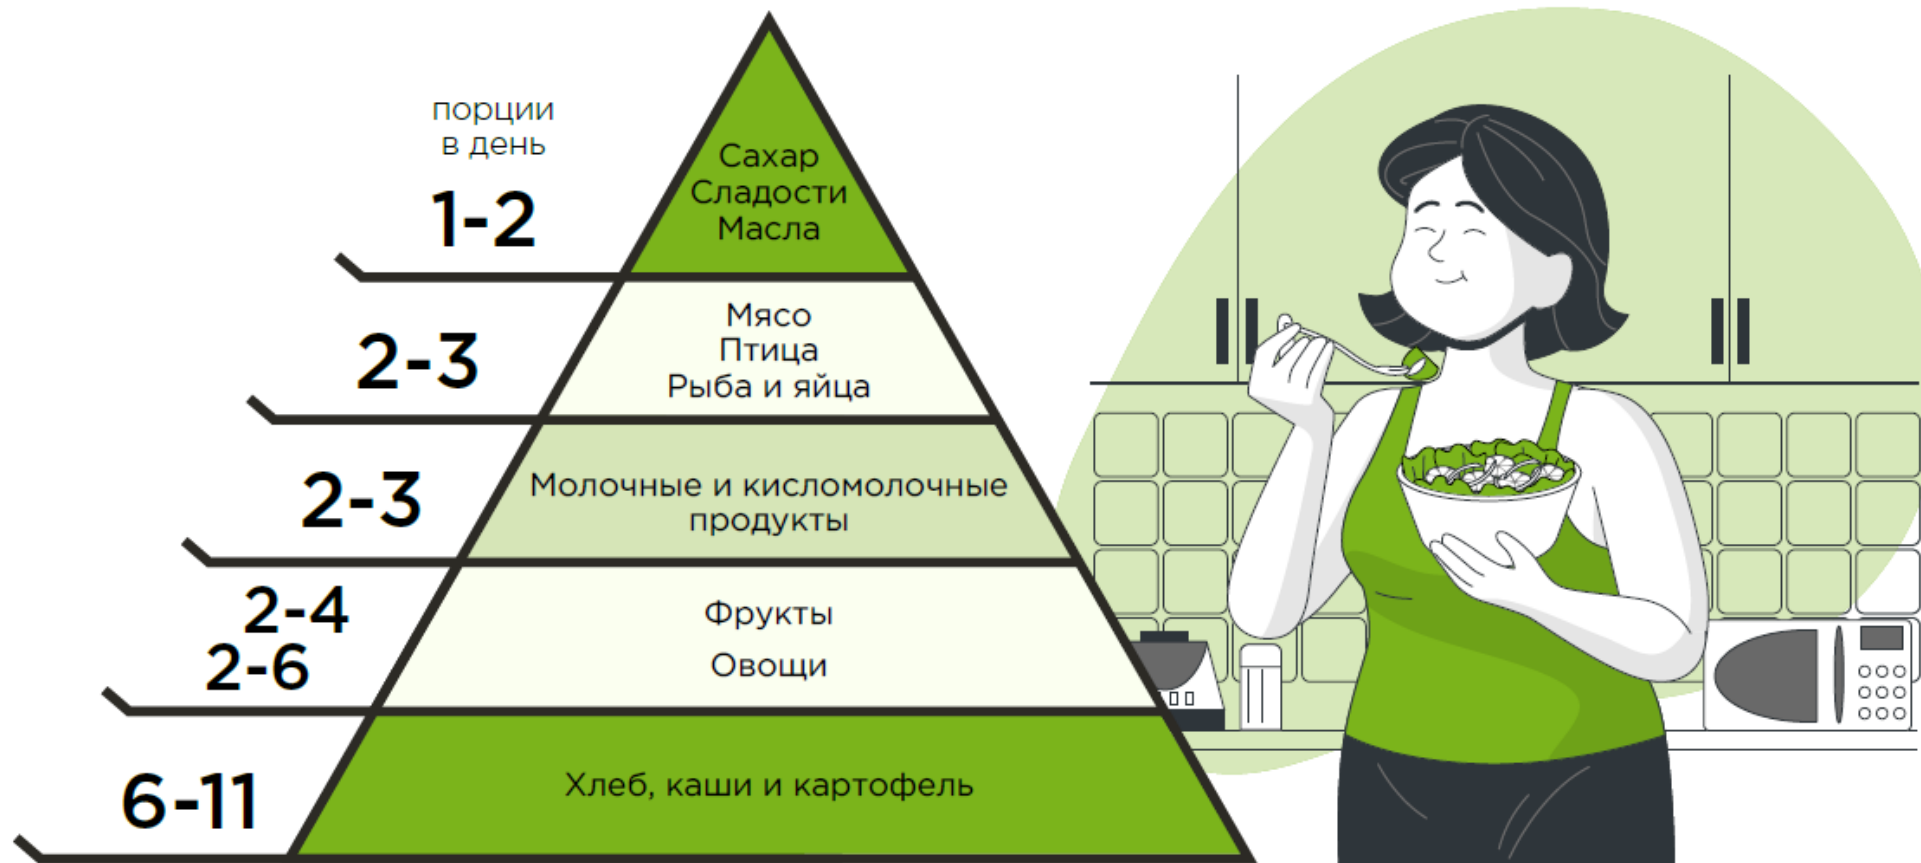 порции
в день
1-2
Сахар
Сладости
Масла
2-3
Мясо
Птица
Рыба и яйца
2-3
Молочные и кисломолочные
продукты
2-4
Фрукты
2-6
Овощи
6-11
Хлеб, каши и картофель